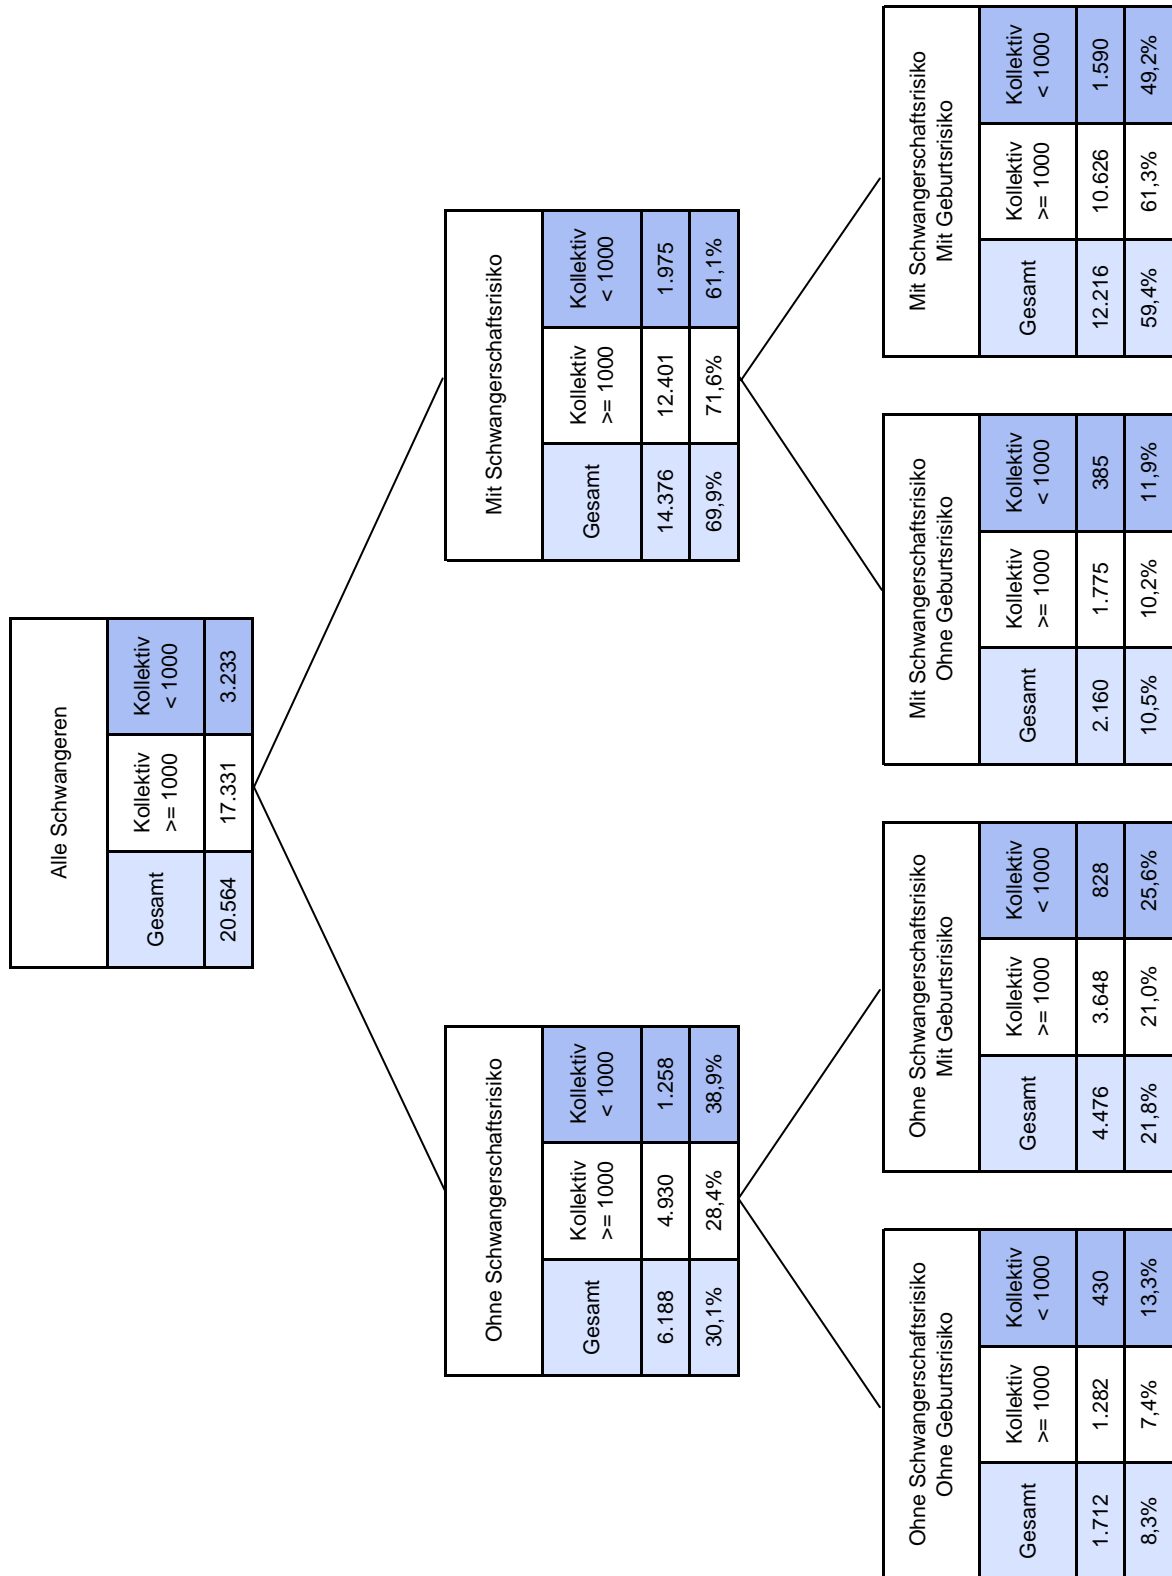 Alle Schwangeren
Gesamt
Kollektiv
>= 1000
Kollektiv
< 1000
20.564
17.331
3.233
Ohne Schwangerschaftsrisiko
Gesamt
Kollektiv
>= 1000
Kollektiv
< 1000
6.188
4.930
1.258
30,1%
28,4%
38,9%
Mit Schwangerschaftsrisiko
Gesamt
Kollektiv
>= 1000
Kollektiv
< 1000
14.376
12.401
1.975
69,9%
71,6%
61,1%
Ohne Schwangerschaftsrisiko
Ohne Geburtsrisiko
Gesamt
Kollektiv
>= 1000
Kollektiv
< 1000
1.712
1.282
430
8,3%
7,4%
13,3%
Ohne Schwangerschaftsrisiko
Mit Geburtsrisiko
Gesamt
Kollektiv
>= 1000
Kollektiv
< 1000
4.476
3.648
828
21,8%
21,0%
25,6%
Mit Schwangerschaftsrisiko
Ohne Geburtsrisiko
Gesamt
Kollektiv
>= 1000
Kollektiv
< 1000
2.160
1.775
385
10,5%
10,2%
11,9%
Mit Schwangerschaftsrisiko
Mit Geburtsrisiko
Gesamt
Kollektiv
>= 1000
Kollektiv
< 1000
12.216
10.626
1.590
59,4%
61,3%
49,2%